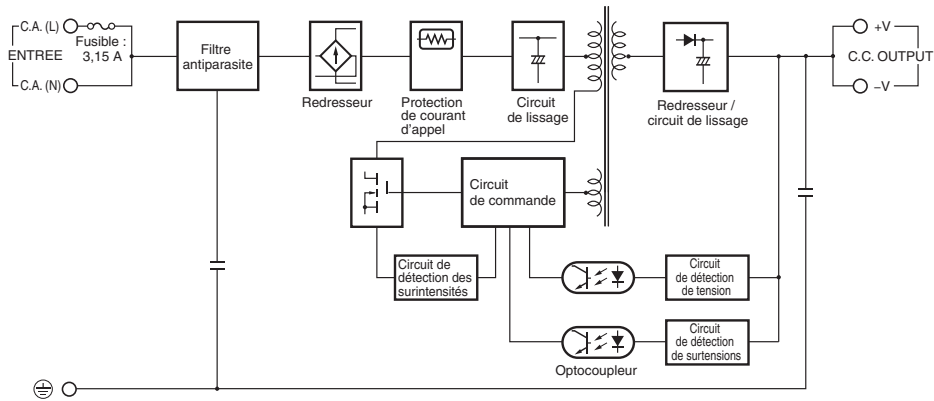 C.A. (L)
Fusible :
3,15 A
ENTREE
C.A. (N)
Filtre
antiparasite
Redresseur
Protection
de courant
d'appel
Circuit
de lissage
Redresseur /
circuit de lissage
+V
C.C. OUTPUT
–V
Circuit
de commande
Circuit de
détection des
surintensités
Circuit
de détection
de tension
Circuit
de détection
de surtensions
Optocoupleur